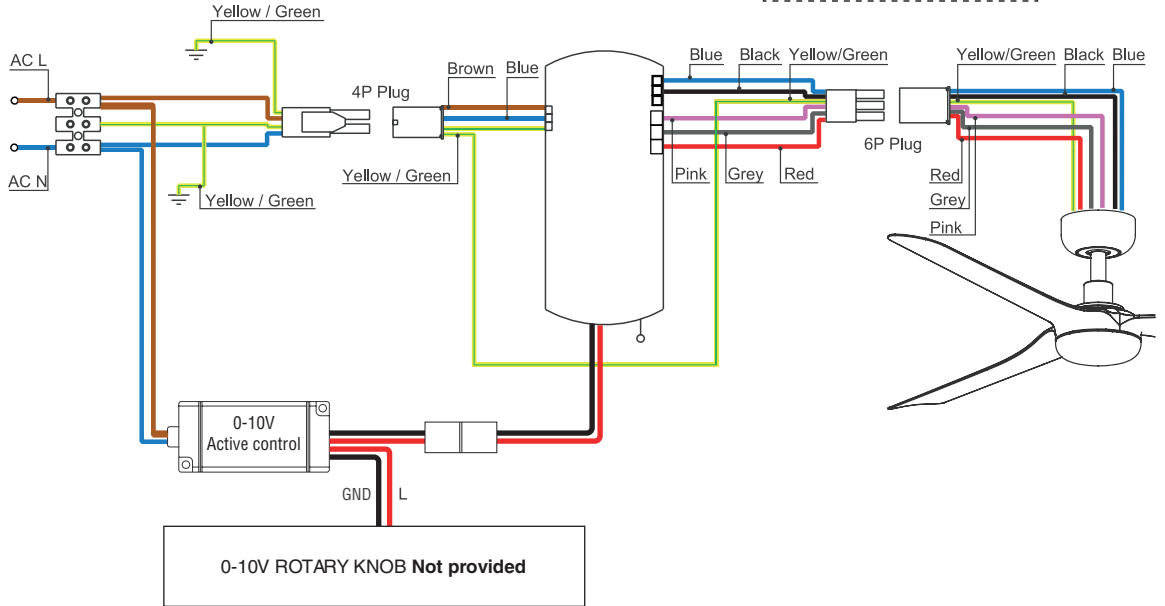 Yellow / Green
AC L
AC N
Yellow / Green
4P Plug
Brown
Blue
Yellow / Green
Blue
Black
Yellow/Green
Pink
Grey
Red
Yellow/Green
Black
Blue
6P Plug
Red
Grey
Pink
0-10V
Active control
GND
L
0-10V ROTARY KNOB Not provided